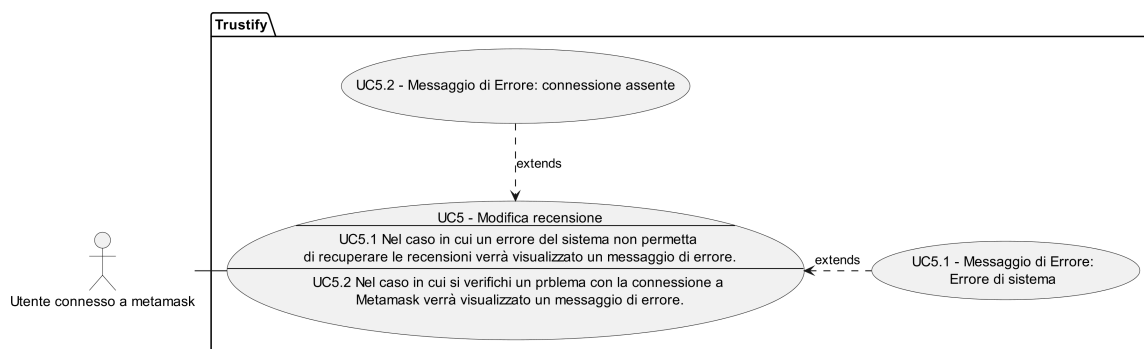 Trustify
UC5.2 - Messaggio di Errore: connessione assente
extends
UC5 - Modifica recensione
UC5.1 Nel caso in cui un errore del sistema non permetta
di recuperare le recensioni verrà visualizzato un messaggio di errore.
UC5.2 Nel caso in cui si verifichi un prblema con la connessione a
Metamask verrà visualizzato un messaggio di errore.
extends
UC5.1 - Messaggio di Errore:
Errore di sistema
Utente connesso a metamask